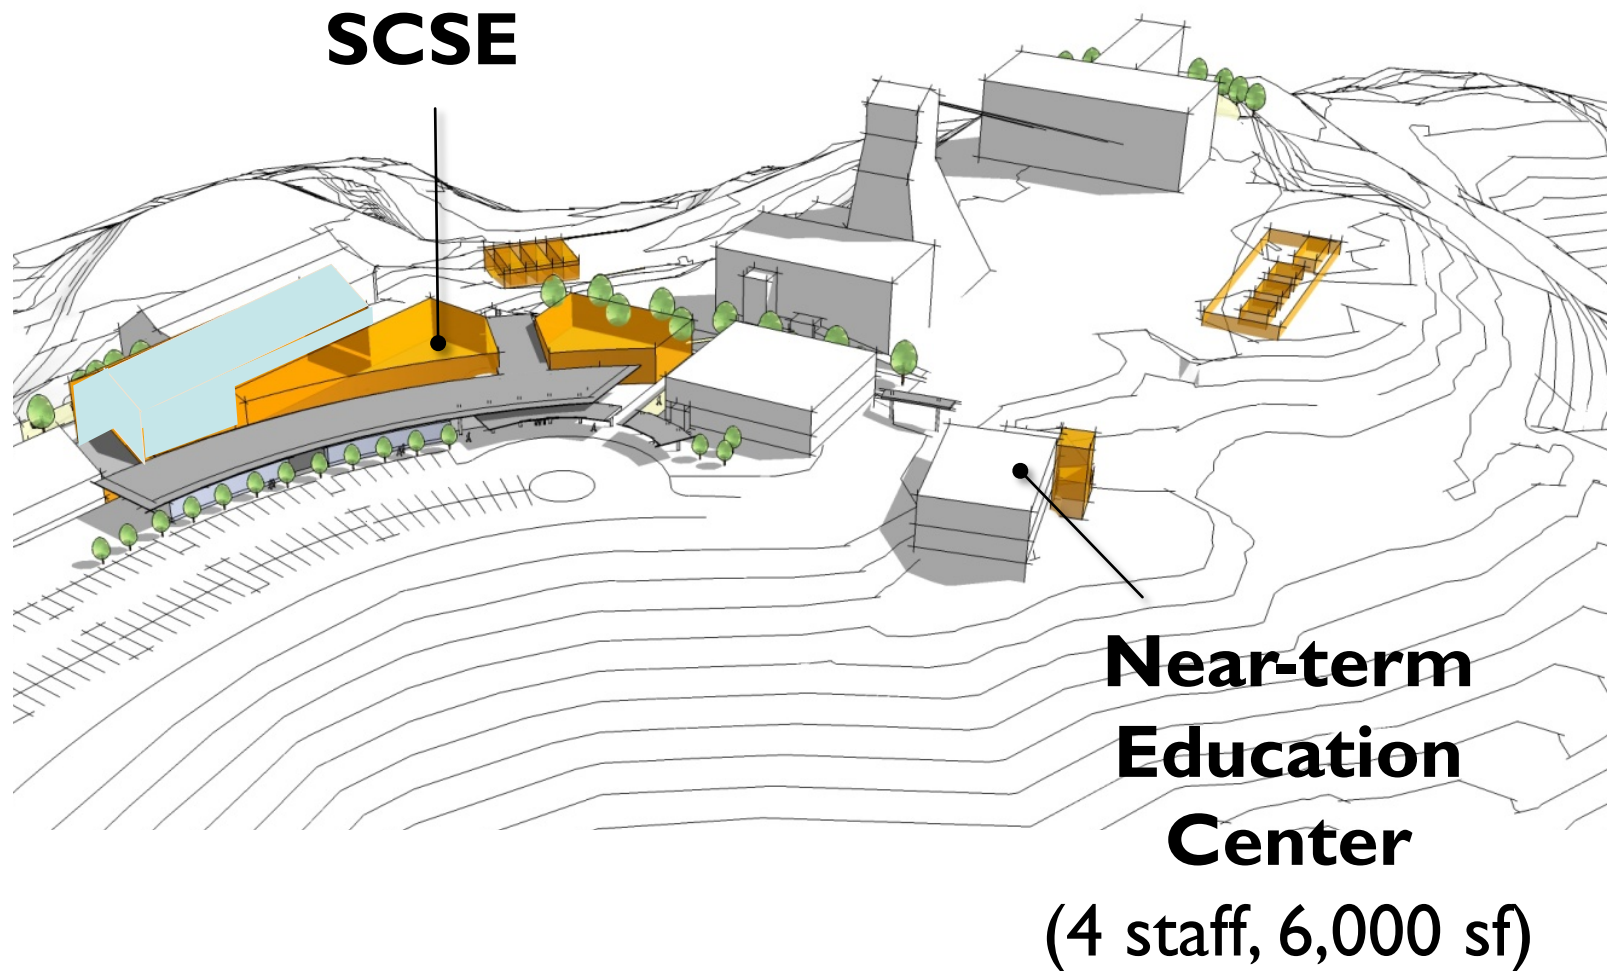 SCSE
Near-term
Education
Center
(4 staff, 6,000 sf)